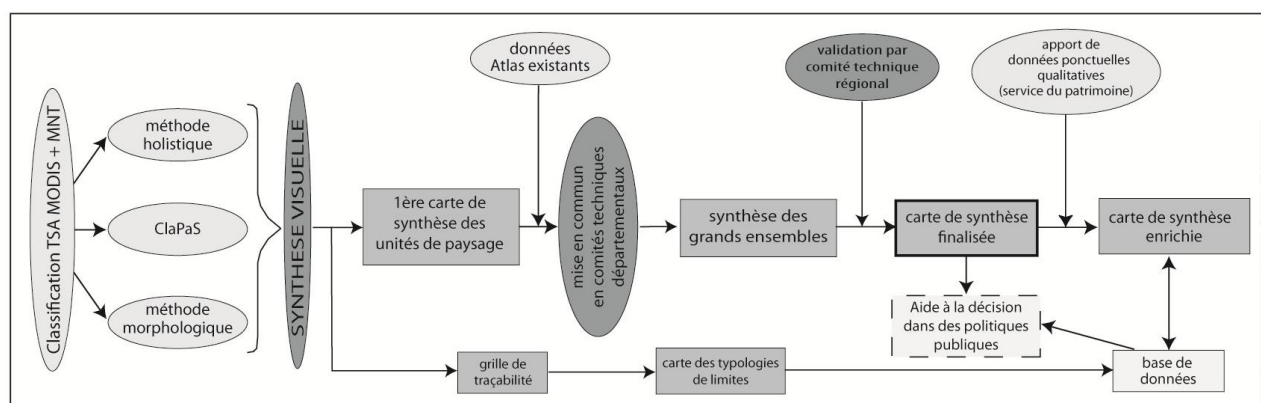 Classification TSA MODIS + MNT
méthode
holistique
ClaPaS
méthode
morphologique
SYNTHESE VISUELLE
1ère carte de
synthèse des
unités de paysage
données
Atlas existants
mise en commun
en comités techniques
départementaux
synthèse des
grands ensembles
validation par
comité technique
régional
carte de synthèse
finalisée
apport de
données ponctuelles
qualitatives
(service du patrimoine)
carte de synthèse
enrichie
Aide à la décision
dans des politiques
publiques
grille de
traçabilité
carte des typologies
de limites
base de
données